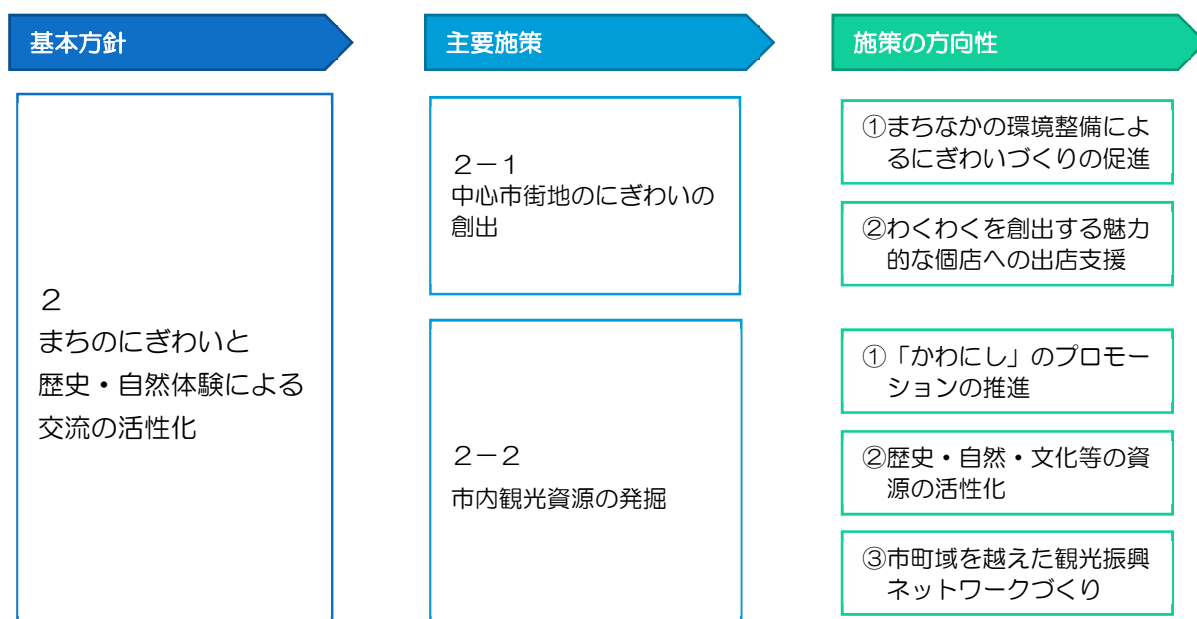 基本方針
主要施策
施策の方向性
2
まちのにぎわいと
歴史・自然体験による
交流の活性化
2－1
中心市街地のにぎわいの
創出
①まちなかの環境整備によ
るにぎわいづくりの促進
②わくわくを創出する魅力
的な個店への出店支援
2－2
市内観光資源の発掘
①「かわにし」のプロモー
ションの推進
②歴史・自然・文化等の資
源の活性化
③市町域を越えた観光振興
ネットワークづくり